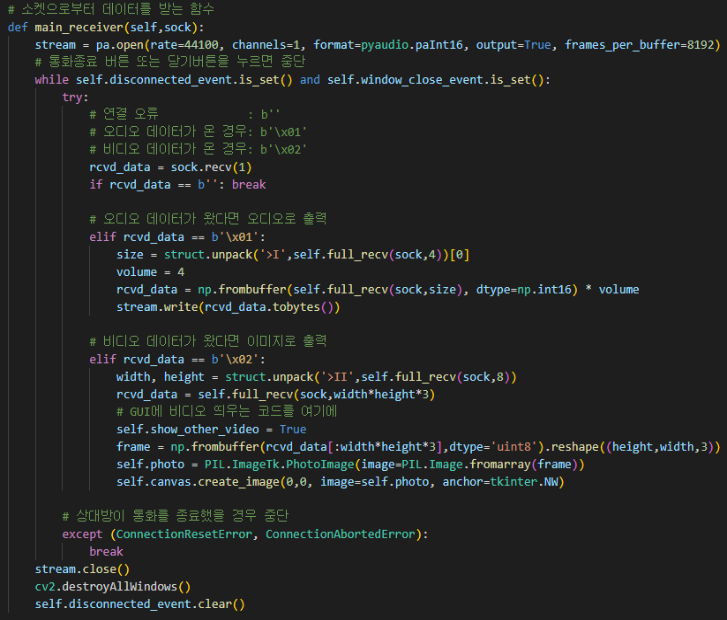 # 소켓으로부터 데이터를 받는 함수
def main_receiver(self,sock):
    stream = pa.open(rate=44100, channels=1, format=pyaudio.paInt16, output=True, frames_per_buffer=8192)
    # 통화종료 버튼 또는 닫기버튼을 누르면 중단
    while self.disconnected_event.is_set() and self.window_close_event.is_set():
        try:
            # 연결 오류            : b''
            # 오디오 데이터가 온 경우: b'\x01'
            # 비디오 데이터가 온 경우: b'\x02'
            rcvd_data = sock.recv(1)
            if rcvd_data == b'': break

            # 오디오 데이터가 왔다면 오디오로 출력
            elif rcvd_data == b'\x01':
                size = struct.unpack('>I',self.full_recv(sock,4))[0]
                volume = 4
                rcvd_data = np.frombuffer(self.full_recv(sock,size), dtype=np.int16) * volume
                stream.write(rcvd_data.tobytes())

            # 비디오 데이터가 왔다면 이미지로 출력
            elif rcvd_data == b'\x02':
                width, height = struct.unpack('>II',self.full_recv(sock,8))
                rcvd_data = self.full_recv(sock,width*height*3)
                # GUI에 비디오 띄우는 코드를 여기에
                self.show_other_video = True
                frame = np.frombuffer(rcvd_data[:width*height*3],dtype='uint8').reshape((height,width,3))
                self.photo = PIL.ImageTk.PhotoImage(image=PIL.Image.fromarray(frame))
                self.canvas.create_image(0,0, image=self.photo, anchor=tkinter.NW)

        # 상대방이 통화를 종료했을 경우 중단
        except (ConnectionResetError, ConnectionAbortedError):
            break
    stream.close()
    cv2.destroyAllWindows()
    self.disconnected_event.clear()